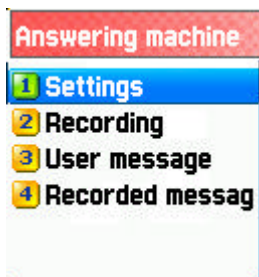 Answering machine
1 Settings
2 Recording
3 User message
4 Recorded messag